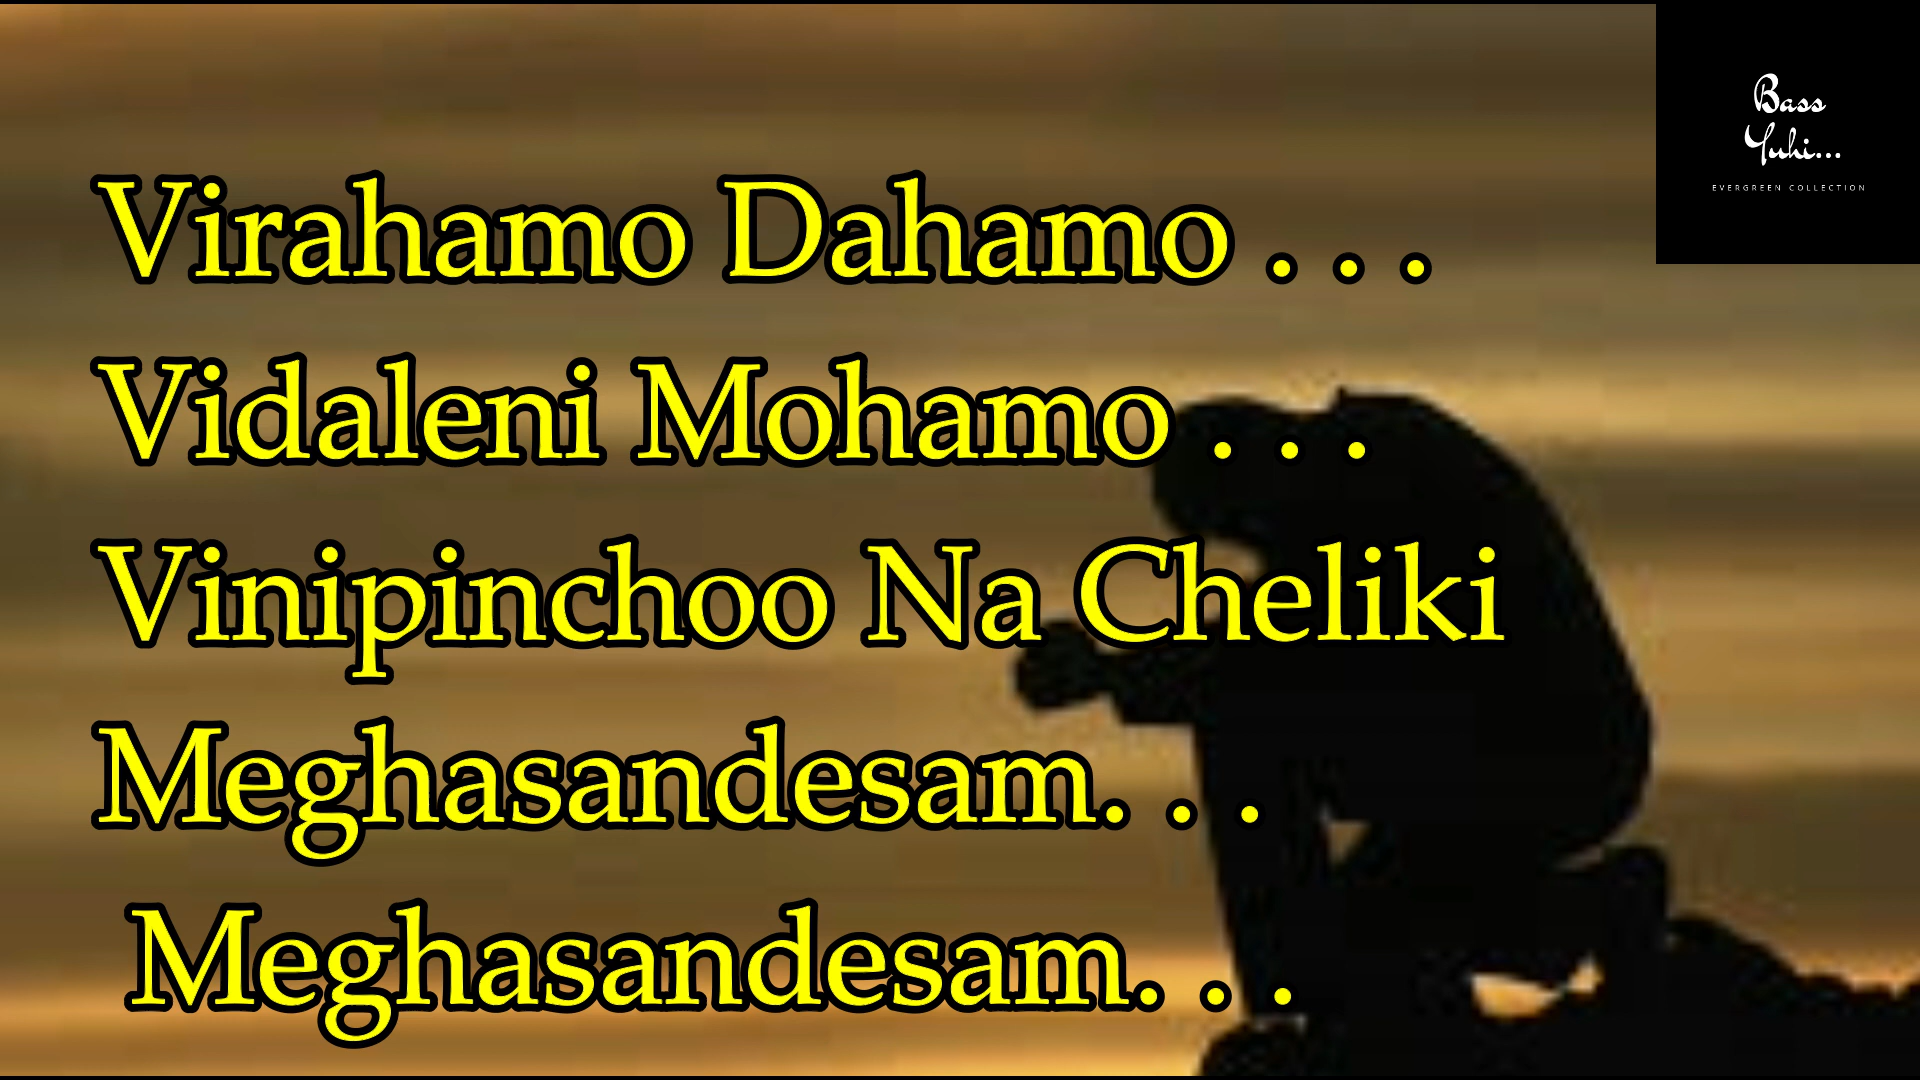 Bass
Yuhi...
EVERGREEN COLLECTION
Virahamo Dahamo . . .
Vidaleni Mohamo . . .
Vinipinchoo Na Cheliki
Meghasandesam. . .
Meghasandesam. . .